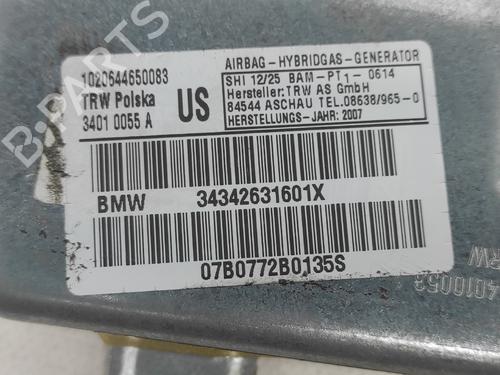 1020644650083
TRW Polska
3401 0055 A
US
AIRBAG-HYBRIDGAS-GENERATOR
SHI 12/25 BAM-PT1-0614
Hersteller:TRW AS GmbH
84544 ASCHAU TEL.08638/965-0
HERSTELLUNGS-JAHR: 2007
BMW 34342631601X
07B0772B0135S
B-PARTS